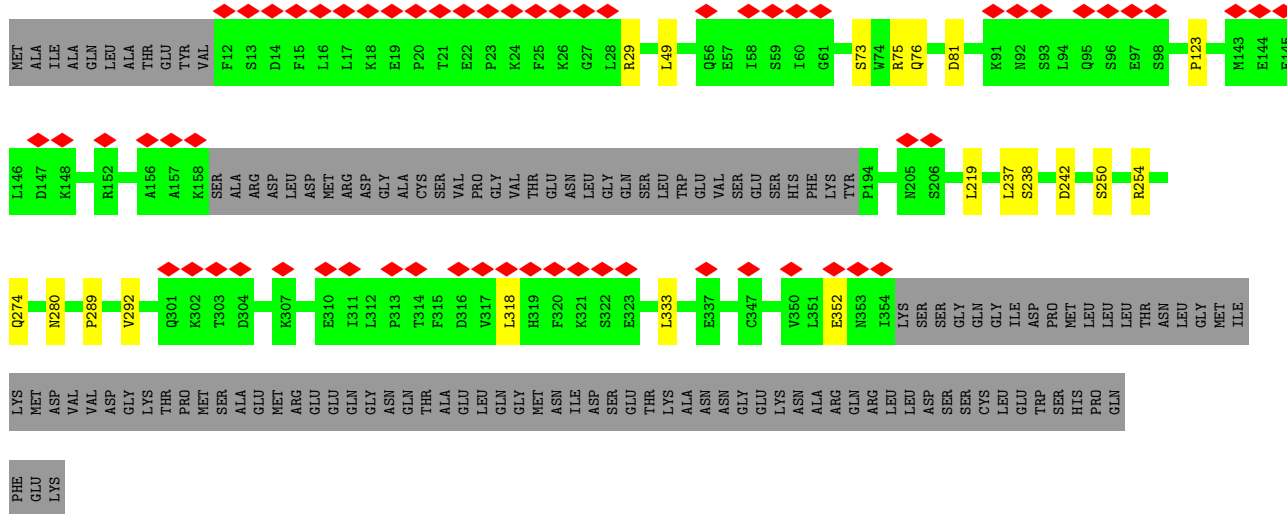 MET ALA ILE ALA GLN LEU ALA THR GLU TYR VAL F12 S13 D14 F15 L16 L17 K18 E19 P20 T21 E22 P23 K24 F25 K26 G27 L28 R29 L49 Q56 E57 I58 S59 I60 G61 S73 W74 R75 Q76 D81 K91 N92 S93 L94 Q95 S96 E97 S98 P123 M143 E144 F145
L146 D147 K148 R152 A156 A157 K158 SER ALA ARG ASP LEU ASP MET ARG ASP GLY ALA CYS SER VAL PRO GLY VAL THR GLU ASN LEU GLY GLN SER LEU TRP GLU VAL SER GLU SER HIS PHE LYS TYR P194 N205 S206 L219 L237 S238 D242 S250 R254
Q274 N280 P289 V292 Q301 K302 T303 D304 K307 E310 I311 L312 P313 T314 F315 D316 V317 L318 H319 F320 K321 S322 E323 L333 E337 C347 V350 L351 E352 N353 I354 LYS SER SER GLY GLN GLY ILE ASP PRO MET LEU LEU LEU THR ASN LEU GLY MET ILE
LYS MET ASP VAL VAL ASP GLY LYS THR PRO MET SER ALA GLU MET ARG GLU GLU GLN GLY ASN GLN THR ALA GLU LEU GLN GLY MET ASN ILE ASP SER GLU THR LYS ALA ASN ASN GLY GLU LYS ASN ALA ARG GLN ARG LEU LEU ASP SER SER CYS LEU GLU TRP SER HIS PRO GLN
PHE GLU LYS